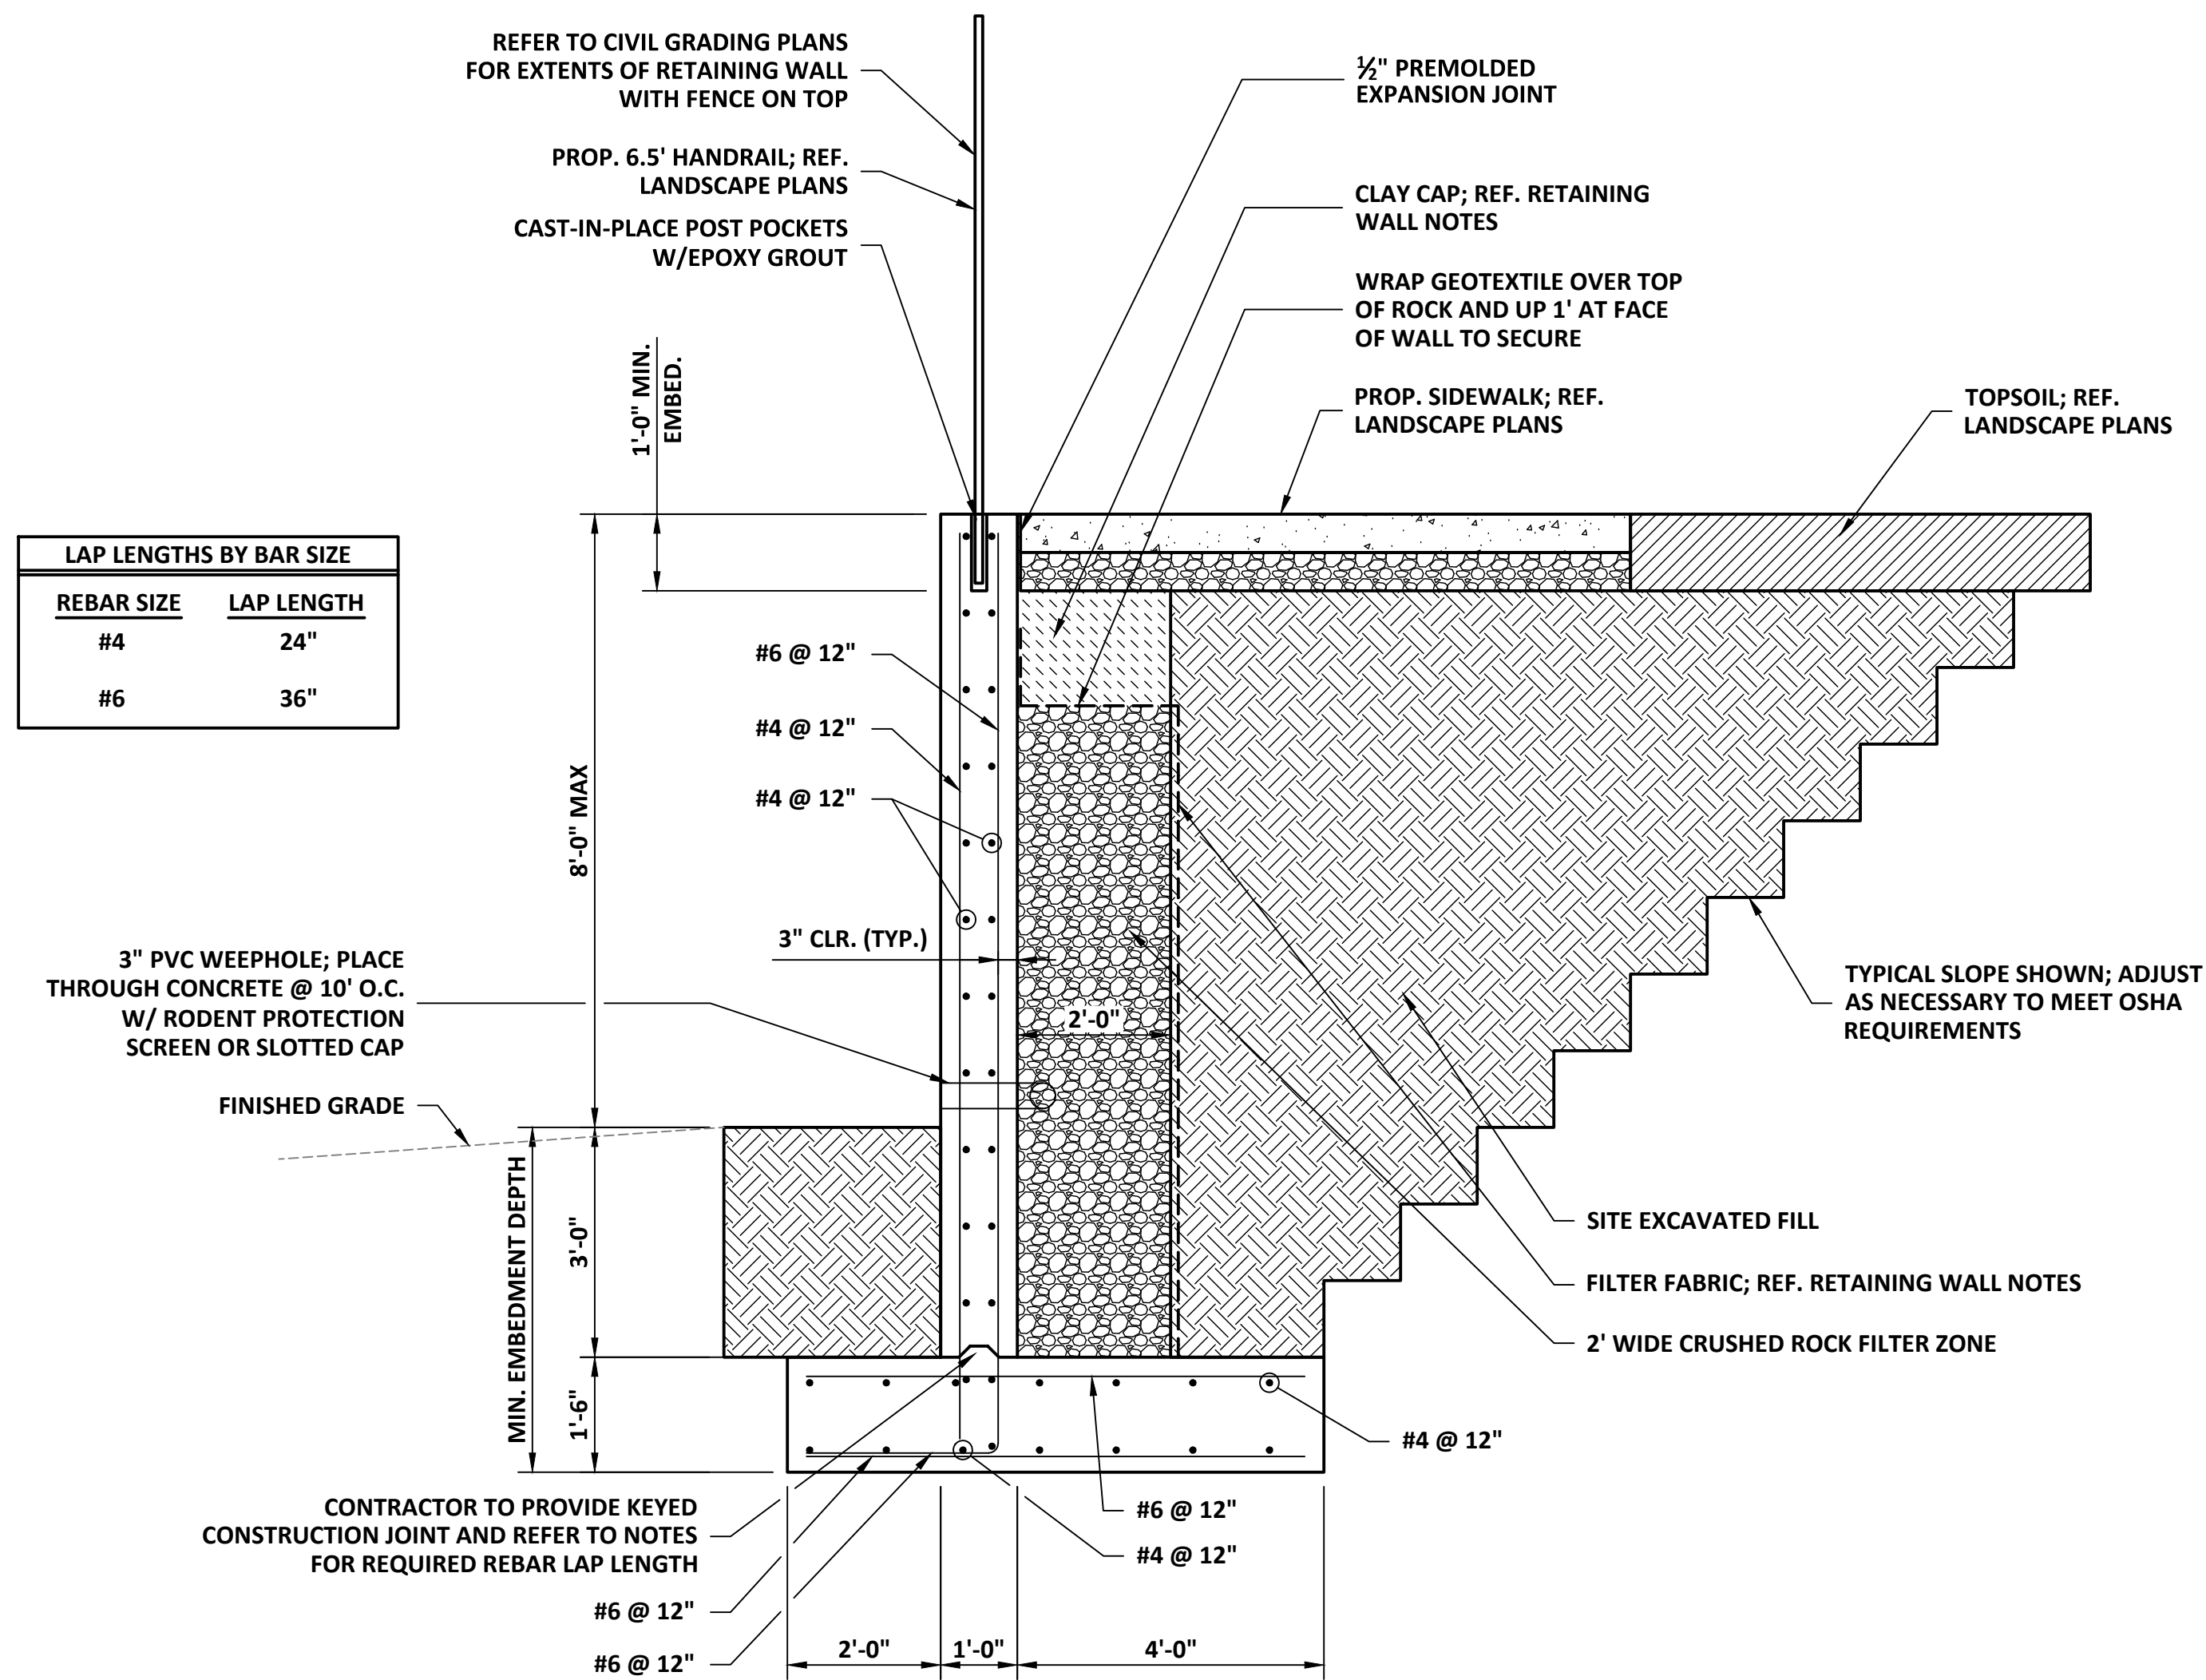 REFER TO CIVIL GRADING PLANS
FOR EXTENTS OF RETAINING WALL
WITH FENCE ON TOP
PROP. 6.5' HANDRAIL; REF.
LANDSCAPE PLANS
CAST-IN-PLACE POST POCKETS
W/EPOXY GROUT
½" PREMOLDED
EXPANSION JOINT
CLAY CAP; REF. RETAINING
WALL NOTES
WRAP GEOTEXTILE OVER TOP
OF ROCK AND UP 1' AT FACE
OF WALL TO SECURE
PROP. SIDEWALK; REF.
LANDSCAPE PLANS
TOPSOIL; REF.
LANDSCAPE PLANS
1'-0" MIN.
EMBED.
LAP LENGTHS BY BAR SIZE
REBAR SIZE LAP LENGTH
#4 24"
#6 36"
#6 @ 12"
#4 @ 12"
#4 @ 12"
8'-0" MAX
3" CLR. (TYP.)
2'-0"
3" PVC WEEPHOLE; PLACE
THROUGH CONCRETE @ 10' O.C.
W/ RODENT PROTECTION
SCREEN OR SLOTTED CAP
FINISHED GRADE
TYPICAL SLOPE SHOWN; ADJUST
AS NECESSARY TO MEET OSHA
REQUIREMENTS
MIN. EMBEDMENT DEPTH
3'-0"
1'-6"
SITE EXCAVATED FILL
FILTER FABRIC; REF. RETAINING WALL NOTES
2' WIDE CRUSHED ROCK FILTER ZONE
#4 @ 12"
#6 @ 12"
#4 @ 12"
CONTRACTOR TO PROVIDE KEYED
CONSTRUCTION JOINT AND REFER TO NOTES
FOR REQUIRED REBAR LAP LENGTH
#6 @ 12"
#6 @ 12"
2'-0" 1'-0" 4'-0"